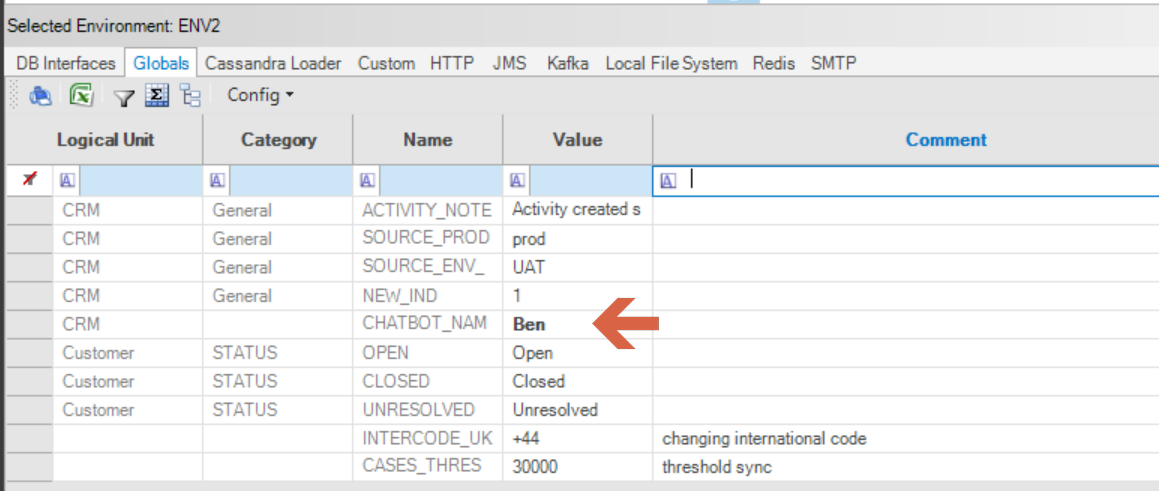 Selected Environment: ENV2
DB Interfaces Globals Cassandra Loader Custom HTTP JMS Kafka Local File System Redis SMTP
Config
Logical Unit Category Name Value Comment
CRM General ACTIVITY_NOTE Activity created s
CRM General SOURCE_PROD prod
CRM General SOURCE_ENV_ UAT
CRM General NEW_IND 1
CRM CHATBOT_NAM Ben
Customer STATUS OPEN Open
Customer STATUS CLOSED Closed
Customer STATUS UNRESOLVED Unresolved
INTERCODE_UK +44 changing international code
CASES_THRES 30000 threshold sync